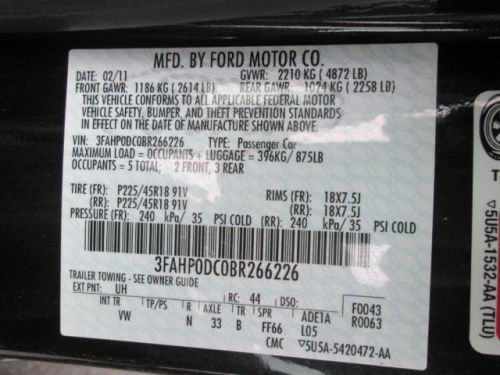 MFD. BY FORD MOTOR CO.
DATE: 02/11 GVWR: 2210 KG ( 4872 LB)
FRONT GAWR: 1186 KG ( 2614 LB) REAR GAWR: 1024 KG ( 2258 LB)
THIS VEHICLE CONFORMS TO ALL APPLICABLE FEDERAL MOTOR
VEHICLE SAFETY, BUMPER, AND THEFT PREVENTION STANDARDS
IN EFFECT ON THE DATE OF MANUFACTURE SHOWN ABOVE.
VIN: 3FAHP0DC0BR266226 TYPE: Passenger Car
MAXIMUM LOAD = OCCUPANTS + LUGGAGE = 396KG/ 875LB
OCCUPANTS = 5 TOTAL; 2 FRONT, 3 REAR
TIRE (FR): P225/45R18 91V RIMS (FR): 18X7.5J
(RR): P225/45R18 91V (RR): 18X7.5J
PRESSURE (FR): 240 kPa/ 35 PSI COLD (RR): 240 kPa/ 35 PSI COLD
3FAHP0DC0BR266226
TRAILER TOWING - SEE OWNER GUIDE
EXT PNT: UH RC: 44 DSO: F0043
INT TR TP/PS R AXLE TR ADETA R0063
VW N 33 B FF66 L05
CMC ▽5U5A-5420472-AA
▽5U5A-1532-AA (TLU)